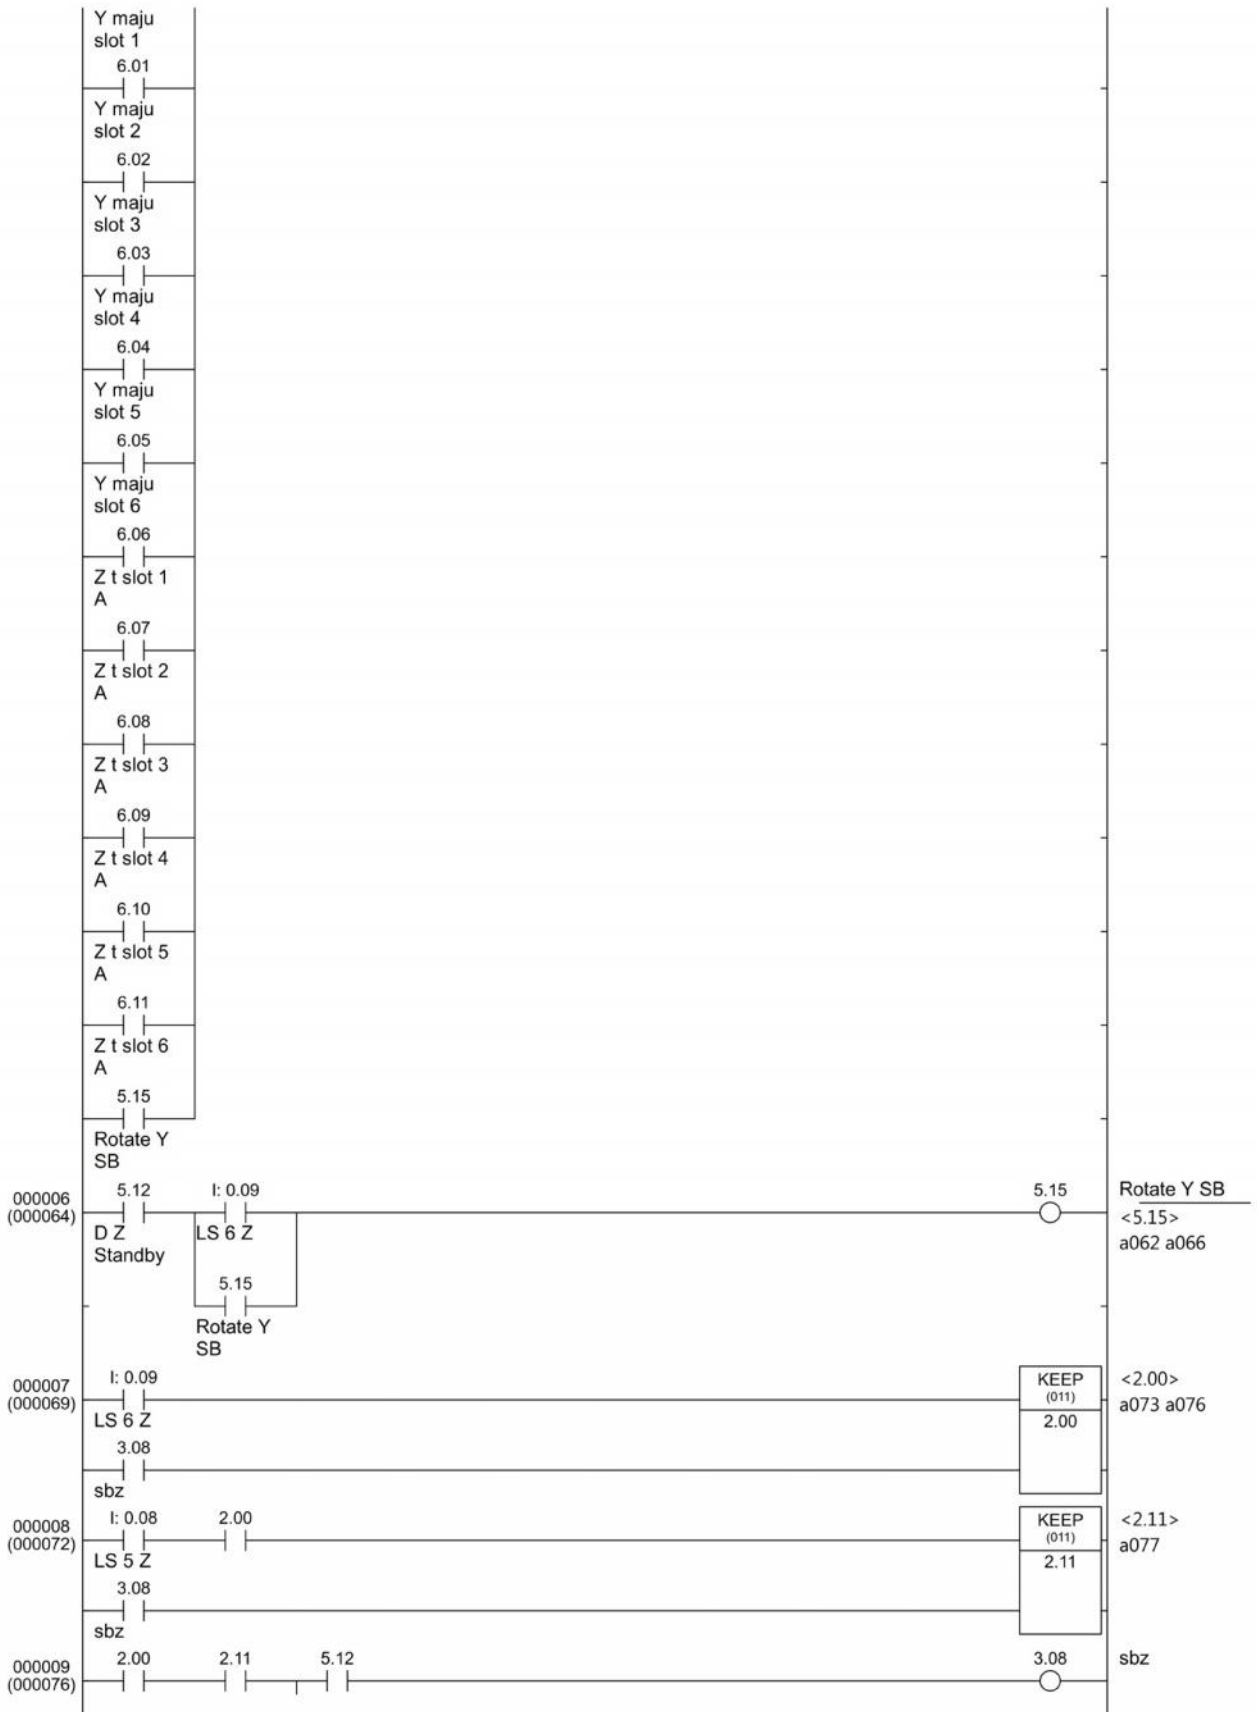 Y maju
slot 1
6.01
Y maju
slot 2
6.02
Y maju
slot 3
6.03
Y maju
slot 4
6.04
Y maju
slot 5
6.05
Y maju
slot 6
6.06
Z t slot 1
A
6.07
Z t slot 2
A
6.08
Z t slot 3
A
6.09
Z t slot 4
A
6.10
Z t slot 5
A
6.11
Z t slot 6
A
5.15
Rotate Y
SB
000006
(000064)
5.12
D Z
Standby
I: 0.09
LS 6 Z
5.15
Rotate Y
SB
5.15
Rotate Y SB
<5.15>
a062 a066
000007
(000069)
I: 0.09
LS 6 Z
3.08
sbz
KEEP
(011)
2.00
<2.00>
a073 a076
000008
(000072)
I: 0.08
LS 5 Z
2.00
3.08
sbz
KEEP
(011)
2.11
<2.11>
a077
000009
(000076)
2.00
2.11
5.12
3.08
sbz